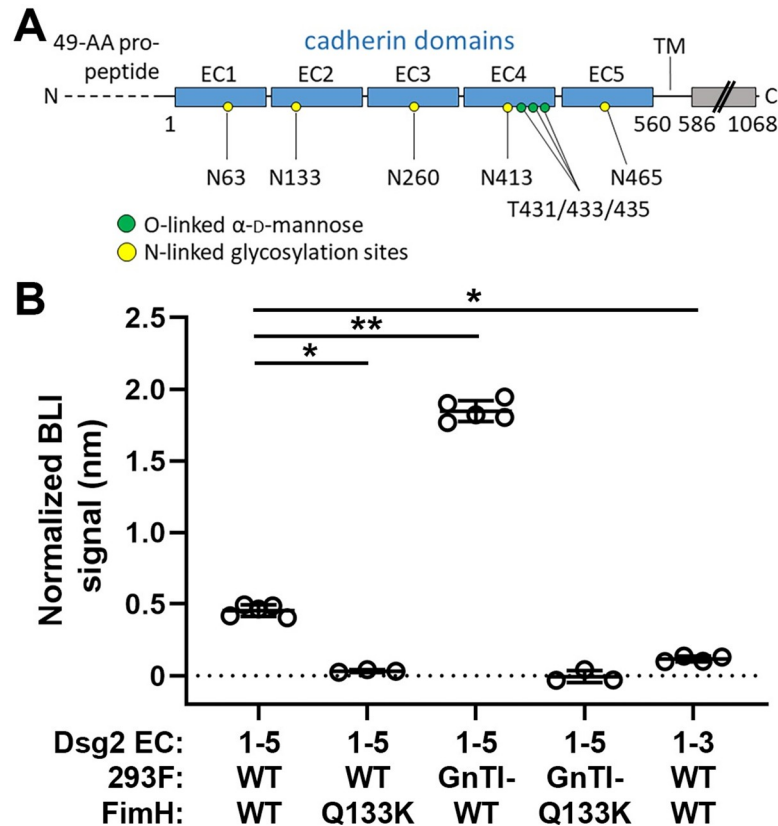 A
49-AA pro-
peptide
cadherin domains
TM
EC1 EC2 EC3 EC4 EC5
N C
1 560 586 1068
N63 N133 N260 N413 N465
T431/433/435
O-linked α-D-mannose
N-linked glycosylation sites
B
*
**
*
Normalized BLI
signal (nm)
2.5
2.0
1.5
1.0
0.5
0
Dsg2 EC: 1-5 1-5 1-5 1-5 1-3
293F: WT WT GnTI- GnTI- WT
FimH: WT Q133K WT Q133K WT